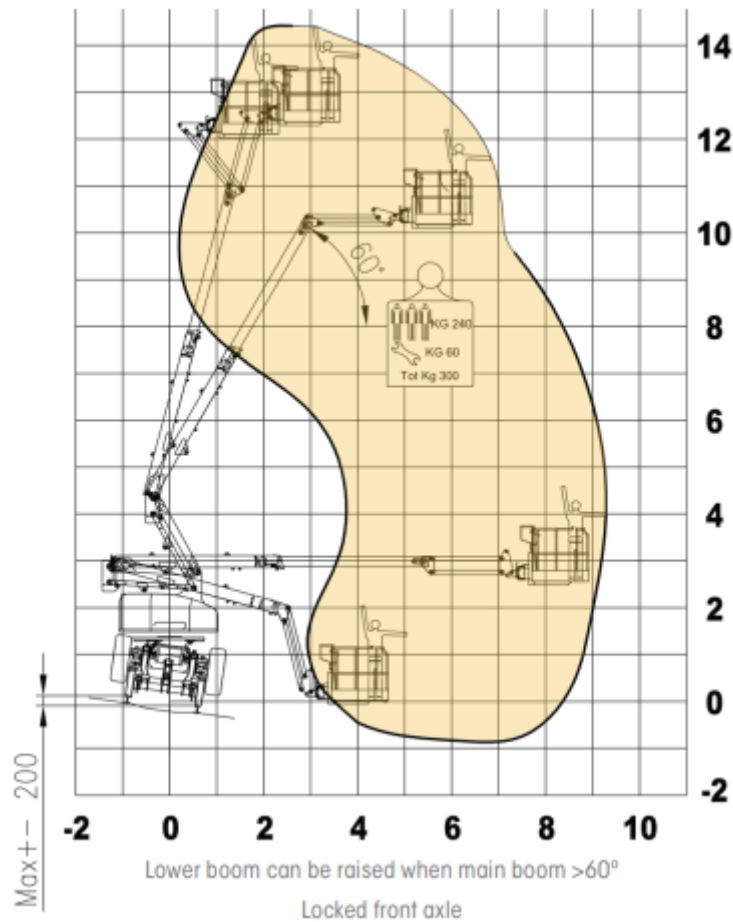 14
12
10
60°
8
KG 240
KG 60
Tot Kg 300
6
4
2
0
-2
-2 0 2 4 6 8 10
Max+- 200
Lower boom can be raised when main boom >60º
Locked front axle